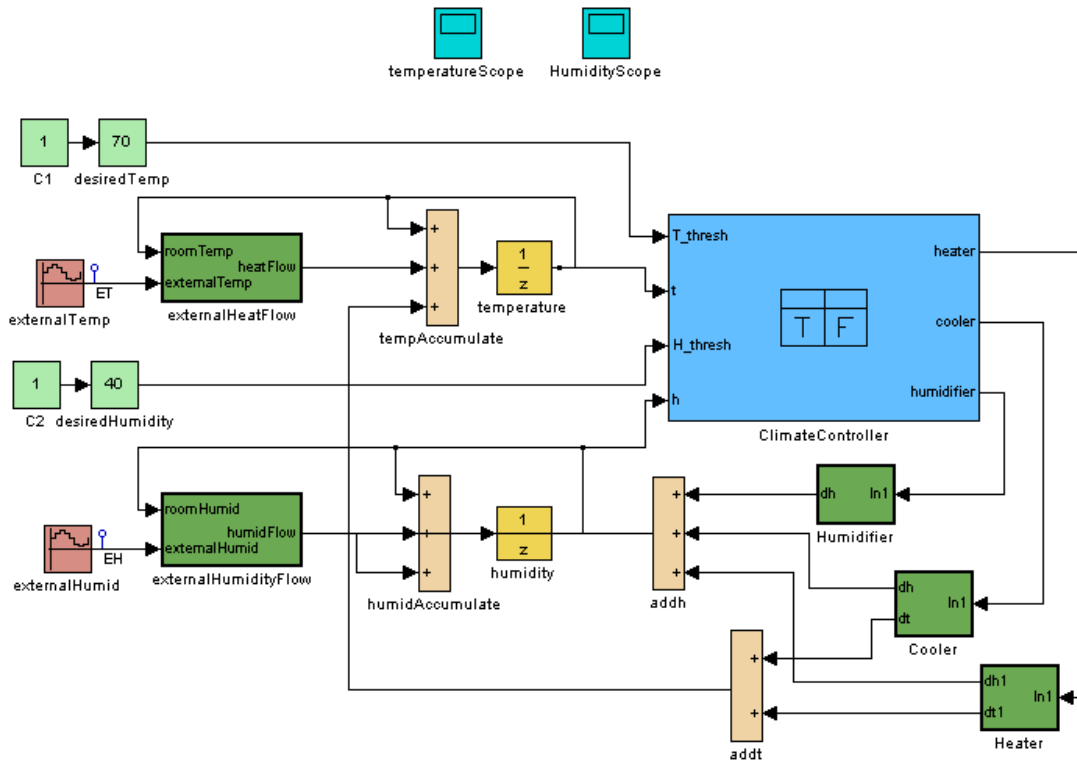 temperatureScope HumidityScope
1 70
C1 desiredTemp
roomTemp
heatFlow
externalTemp
ET
externalTemp
externalHeatFlow
+
+
+
tempAccumulate
1
z
temperature
T_thresh
t
H_thresh
h
T F
heater
cooler
humidifier
ClimateController
1 40
C2 desiredHumidity
roomHumid
humidFlow
externalHumid
EH
externalHumid
externalHumidityFlow
+
+
+
humidAccumulate
1
z
humidity
+
+
+
addh
dh In1
Humidifier
dh
In1
dt
Cooler
+
+
addt
dh1
In1
dt1
Heater